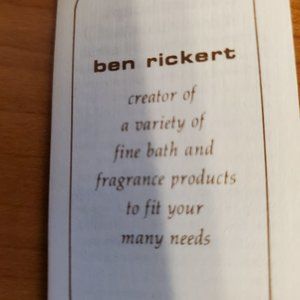 ben rickert
creator of
a variety of
fine bath and
fragrance products
to fit your
many needs